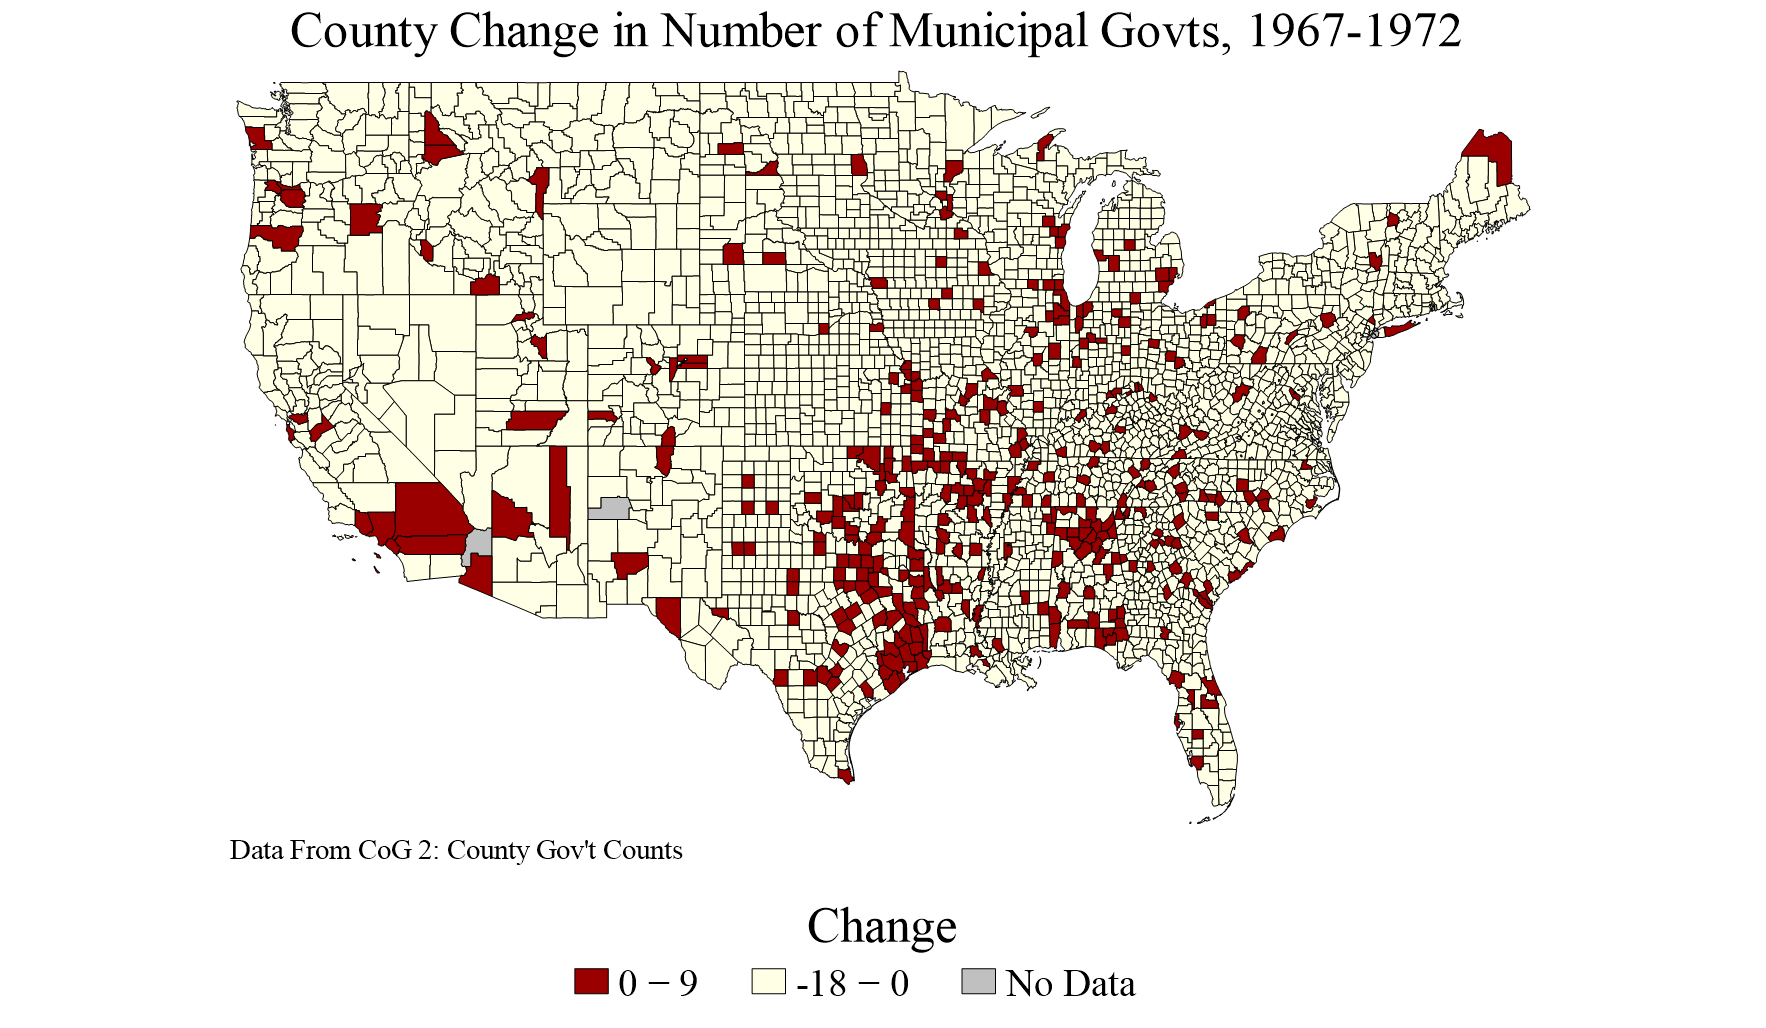 County Change in Number of Municipal Govts, 1967-1972
Data From CoG 2: County Gov't Counts
Change
0 − 9
-18 − 0
No Data